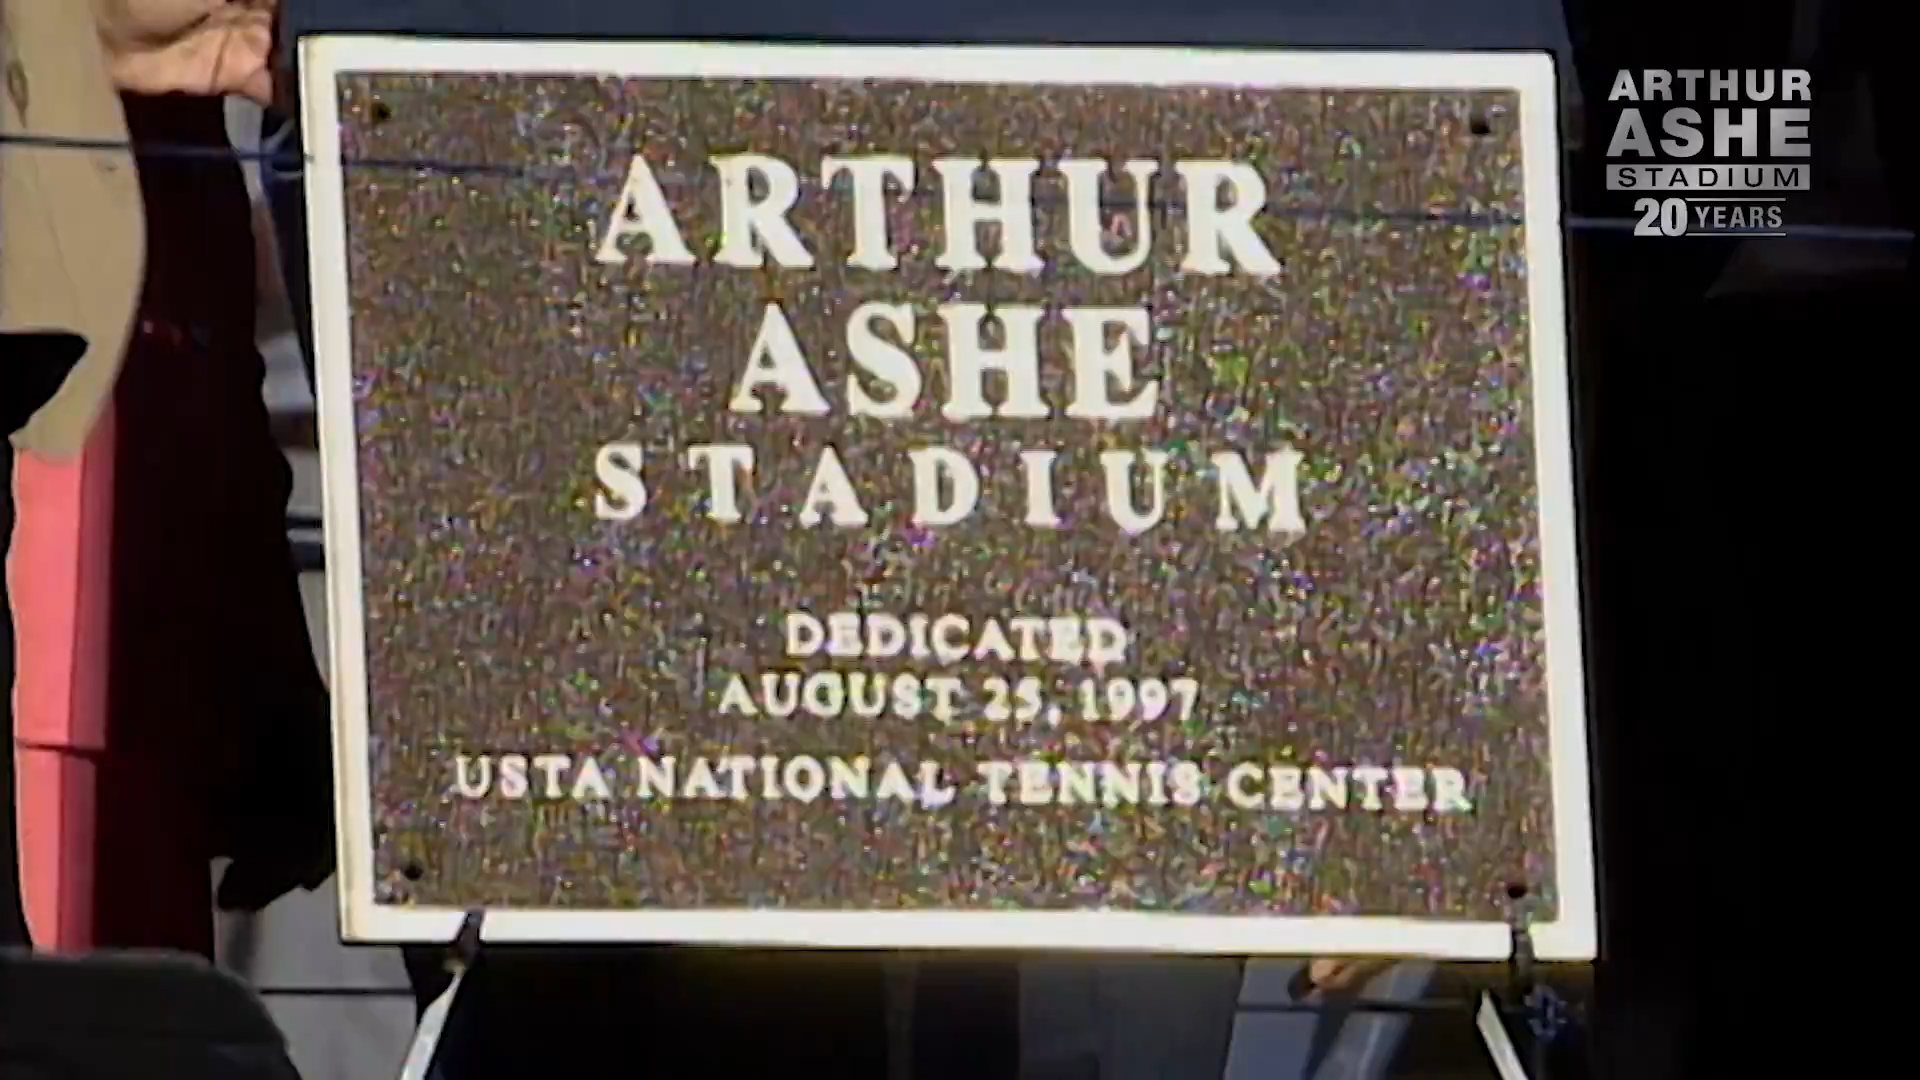 ARTHUR
ASHE
STADIUM
DEDICATED
AUGUST 25, 1997
USTA NATIONAL TENNIS CENTER
ARTHUR
ASHE
STADIUM
20 YEARS